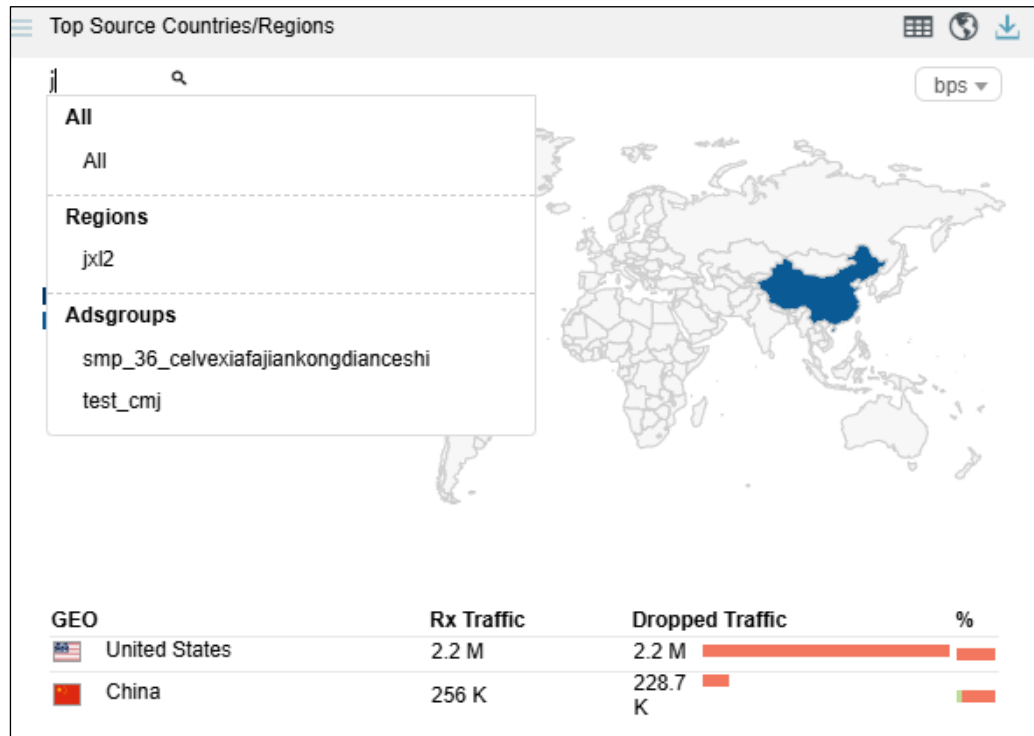 Top Source Countries/Regions
j
bps
All
All
Regions
jxl2
Adsgroups
smp_36_celvexiafajiankongdianceshi
test_cmj
GEO Rx Traffic Dropped Traffic %
United States 2.2 M 2.2 M
China 256 K 228.7
K